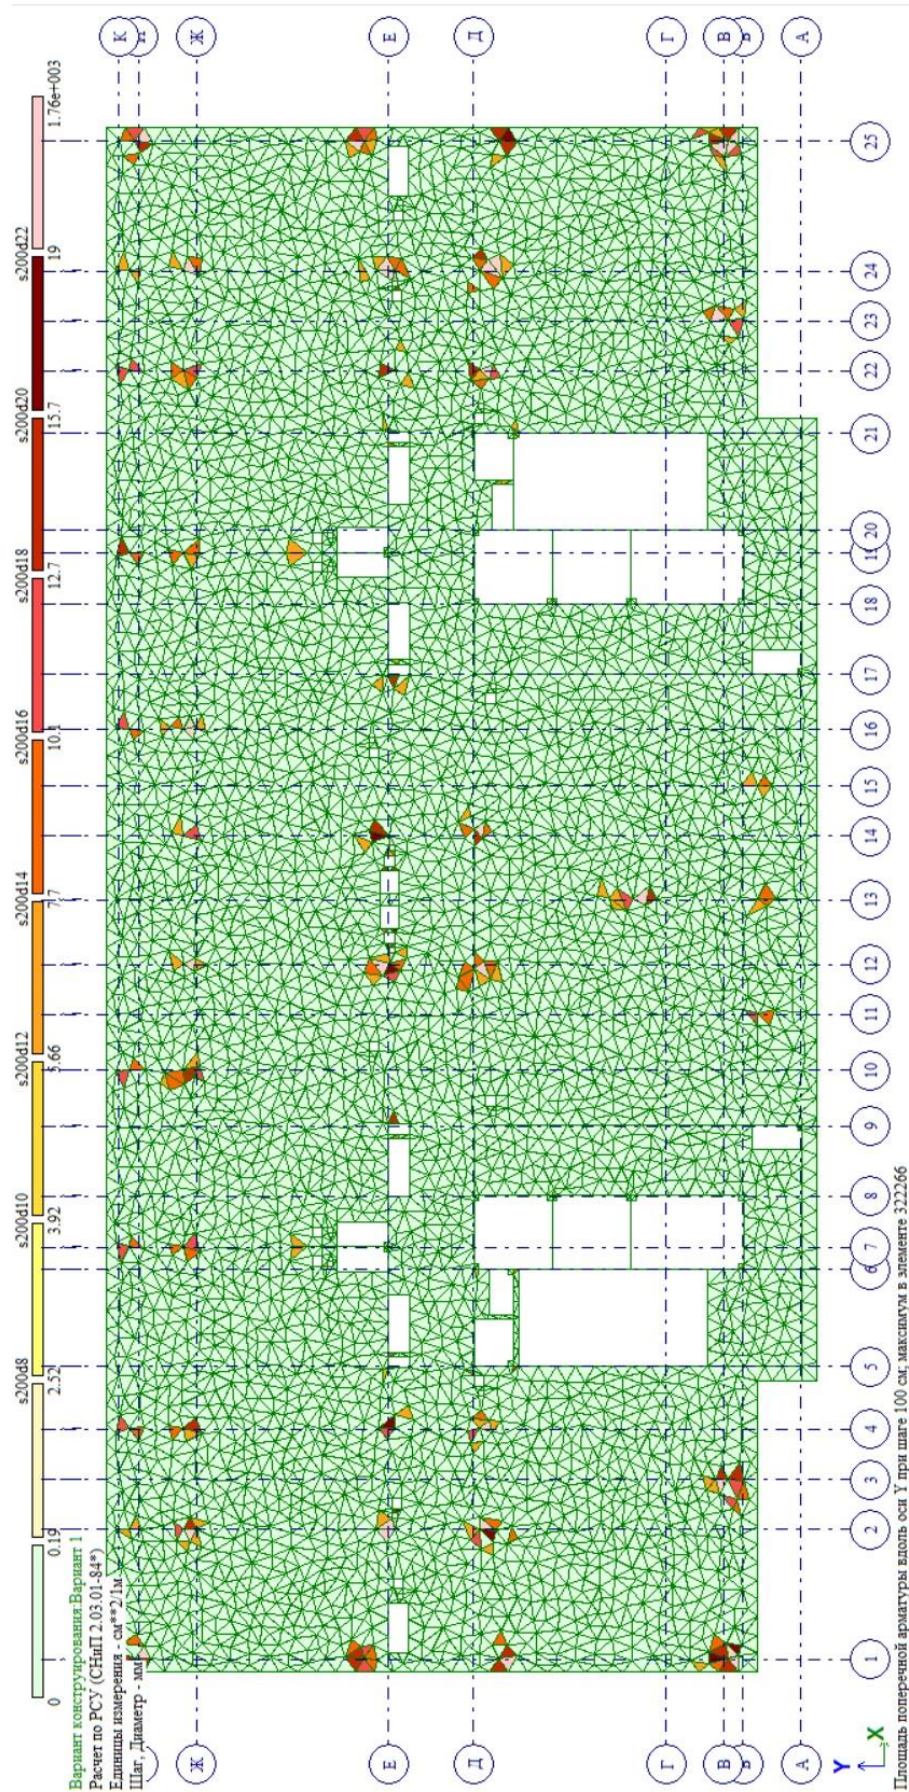 0 0.19 2.52 3.92 5.66 7.7 10.1 12.7 15.7 19 1.76e+003
s200d8 s200d10 s200d12 s200d14 s200d16 s200d18 s200d20 s200d22
Вариант конструирования:Вариант 1
Расчет по РСУ (СНиП 2.03.01-84*)
Единицы измерения - см**2/1м
Шаг, Диаметр - мм
К
Ж
Е
Д
Г
В
Б
А
К
И
Ж
Е
Д
Г
В
Б
А
1 2 3 4 5 6 7 8 9 10 11 12 13 14 15 16 17 18 19 20 21 22 23 24 25
Y
X
Площадь поперечной арматуры вдоль оси Y при шаге 100 см; максимум в элементе 322266